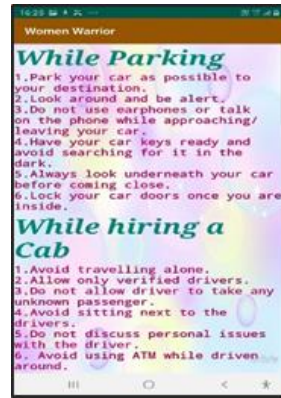 16:28
Women Warrior
While Parking
1.Park your car as possible to
your destination.
2.Look around and be alert.
3.Do not use earphones or talk
on the phone while approaching/
leaving your car.
4.Have your car keys ready and
avoid searching for it in the
dark.
5.Always look underneath your car
before coming close.
6.Lock your car doors once you are
inside.
While hiring a
Cab
1.Avoid travelling alone.
2.Allow only verified drivers.
3.Do not allow driver to take any
unknown passenger.
4.Avoid sitting next to the
drivers.
5.Do not discuss personal issues
with the driver.
6. Avoid using ATM while driven
around.